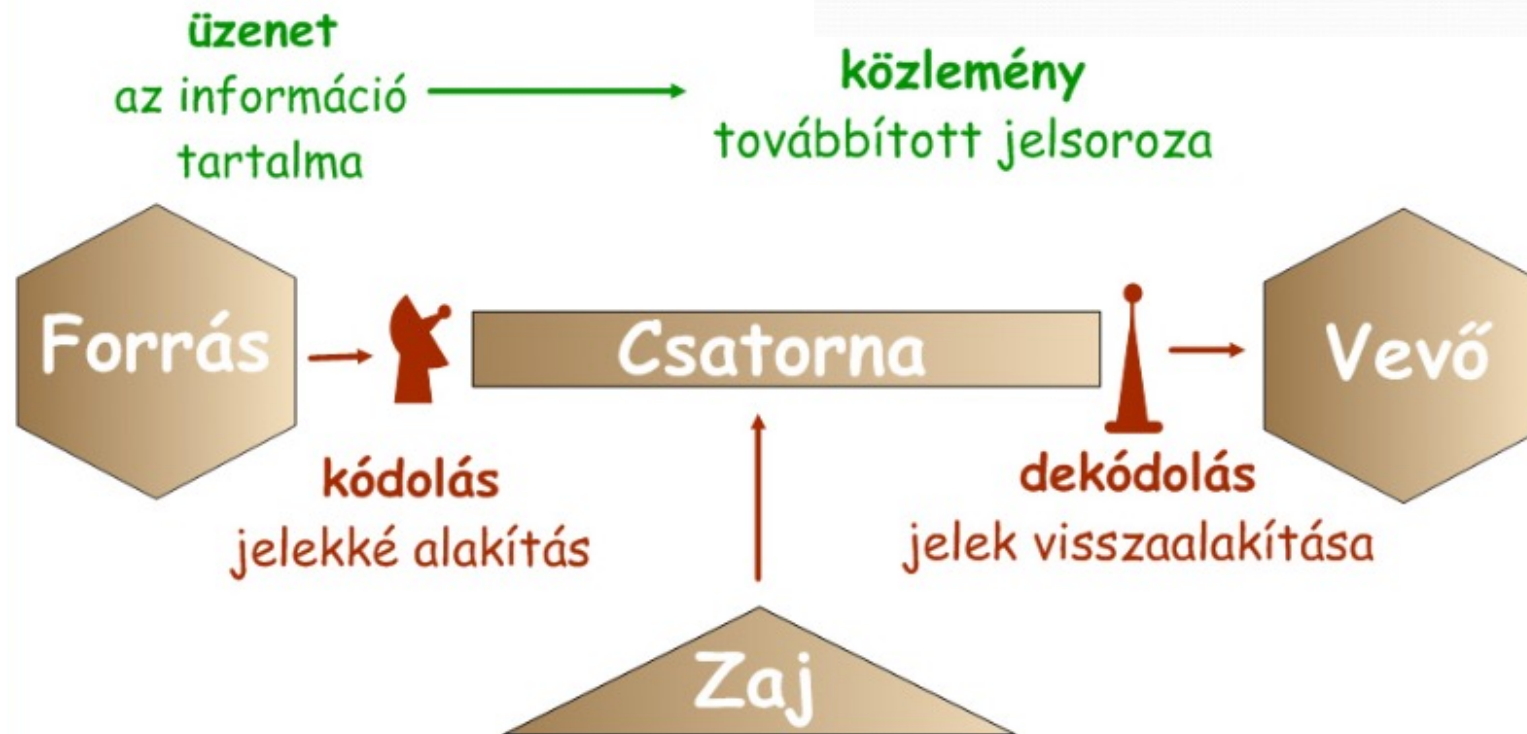 üzenet
az információ
tartalma
közlemény
továbbított jelsoroza
Forrás
Csatorna
Vevő
kódolás
jelekké alakítás
dekódolás
jelek visszaalakítása
Zaj